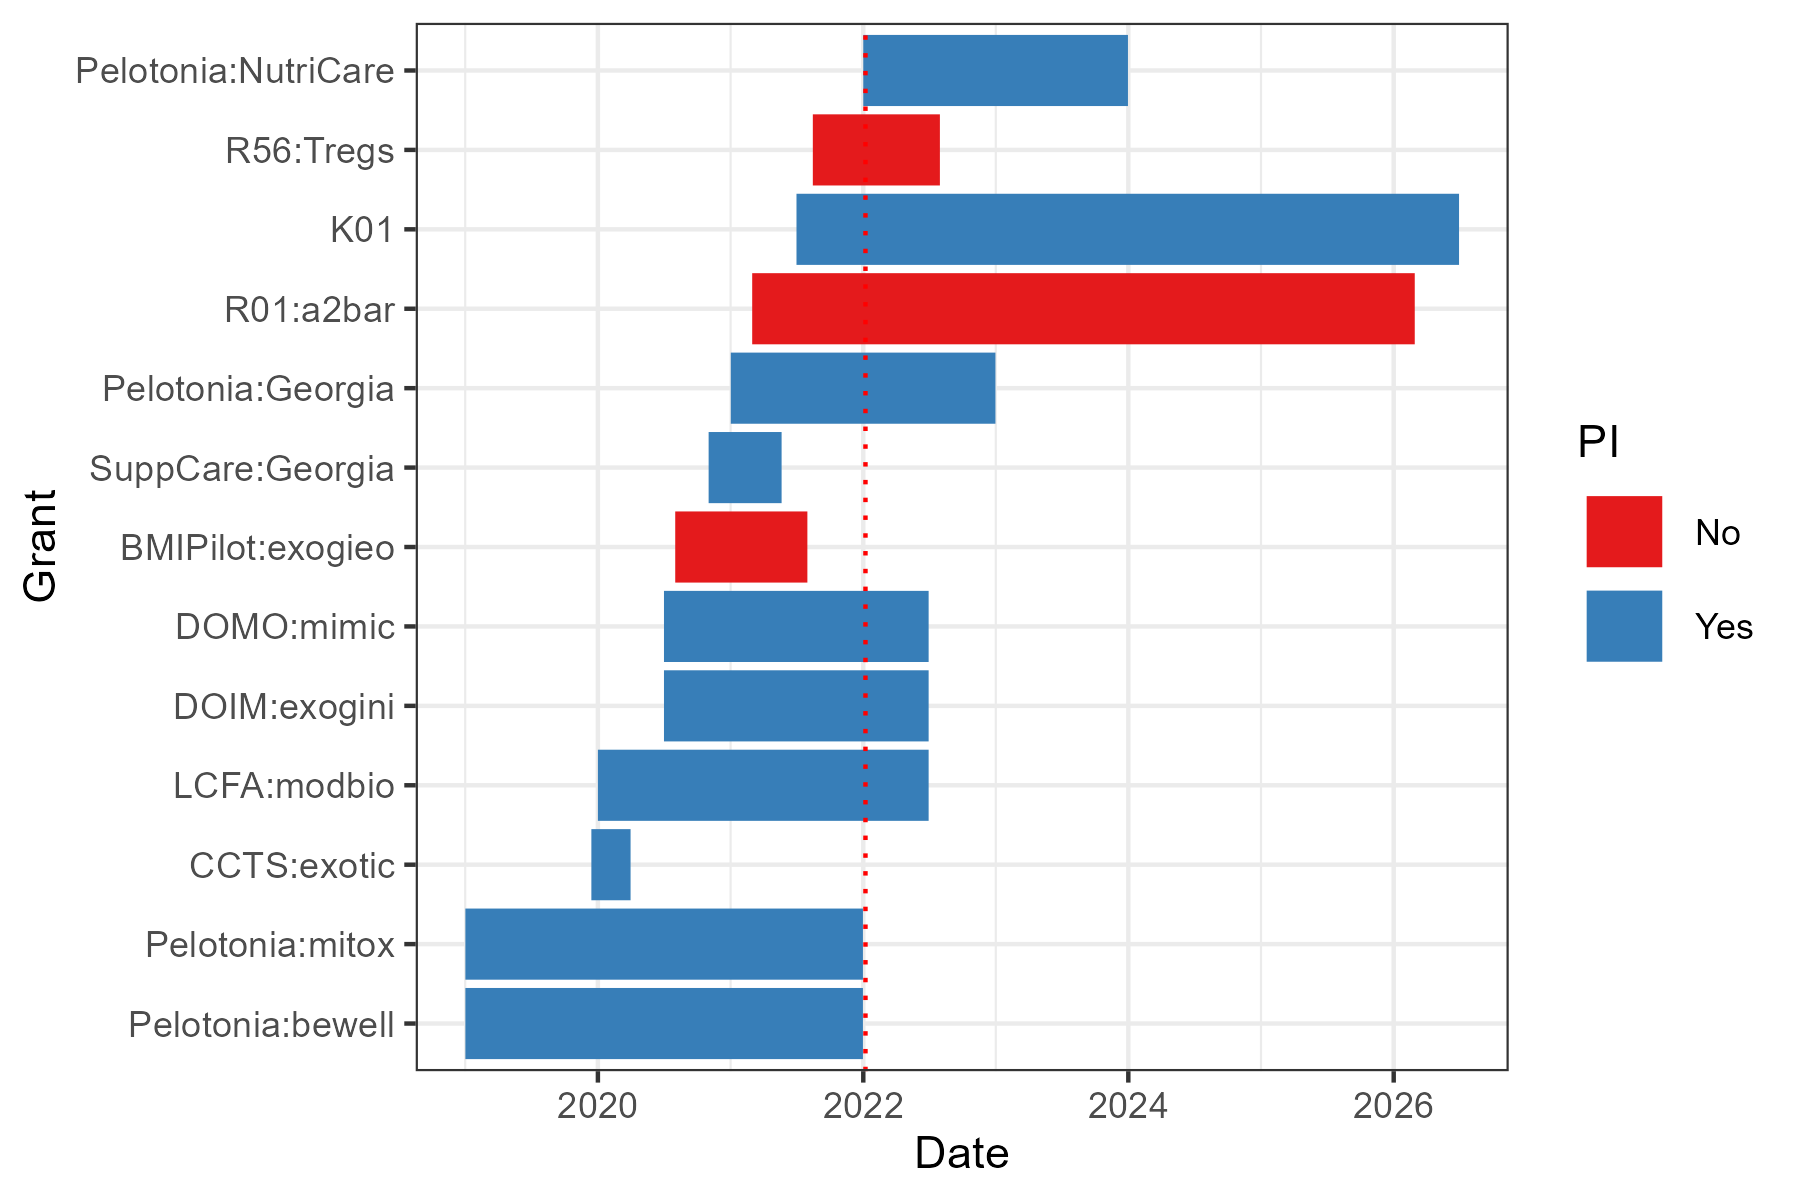 Pelotonia:NutriCare
R56:Tregs
K01
R01:a2bar
Pelotonia:Georgia
SuppCare:Georgia
BMIPilot:exogieo
DOMO:mimic
DOIM:exogini
LCFA:modbio
CCTS:exotic
Pelotonia:mitox
Pelotonia:bewell
Grant
2020 2022 2024 2026
Date
PI
No
Yes